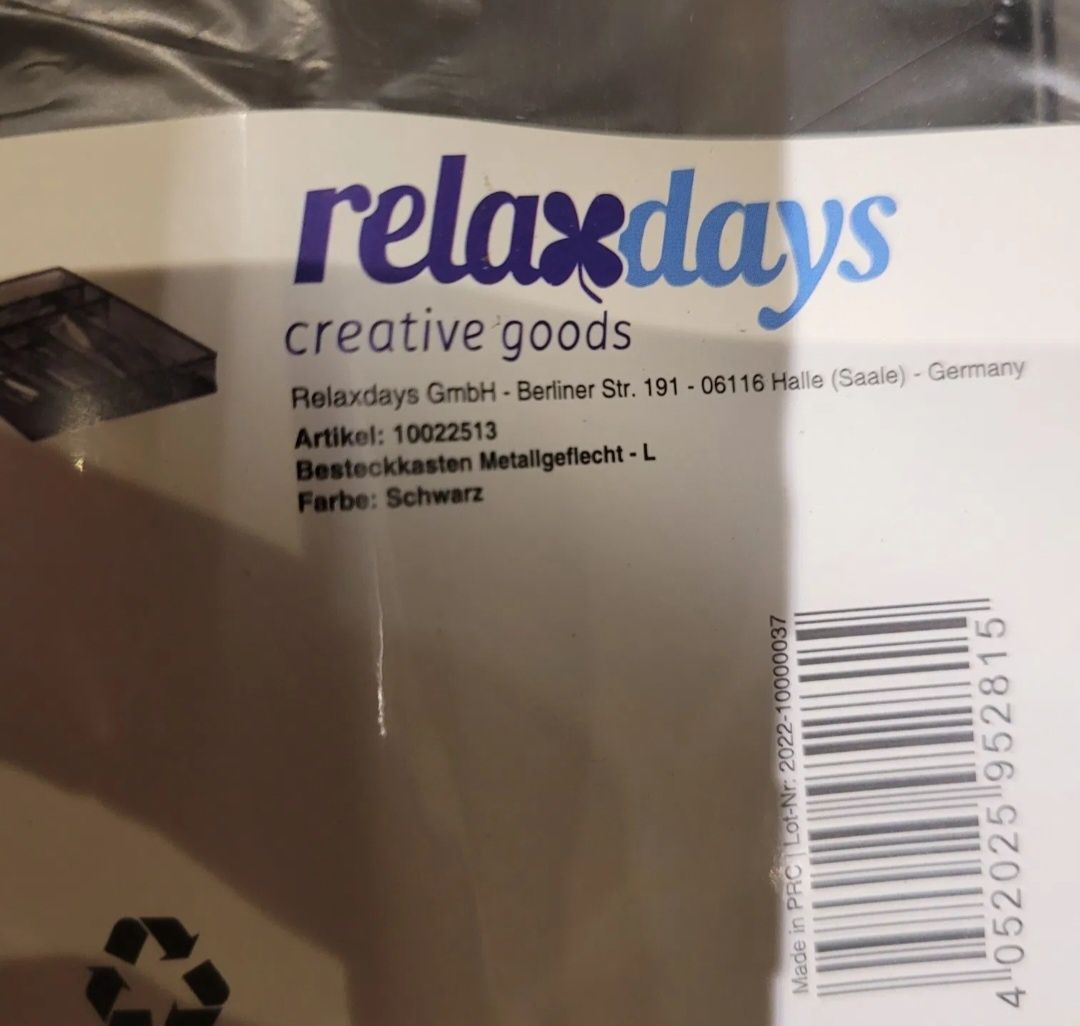 relaxdays
creative goods
Relaxdays GmbH - Berliner Str. 191 - 06116 Halle (Saale) - Germany
Artikel: 10022513
Besteckkasten Metallgeflecht - L
Farbe: Schwarz
Made in PRC | Lot-Nr: 2022-10000037
4 052025 952815